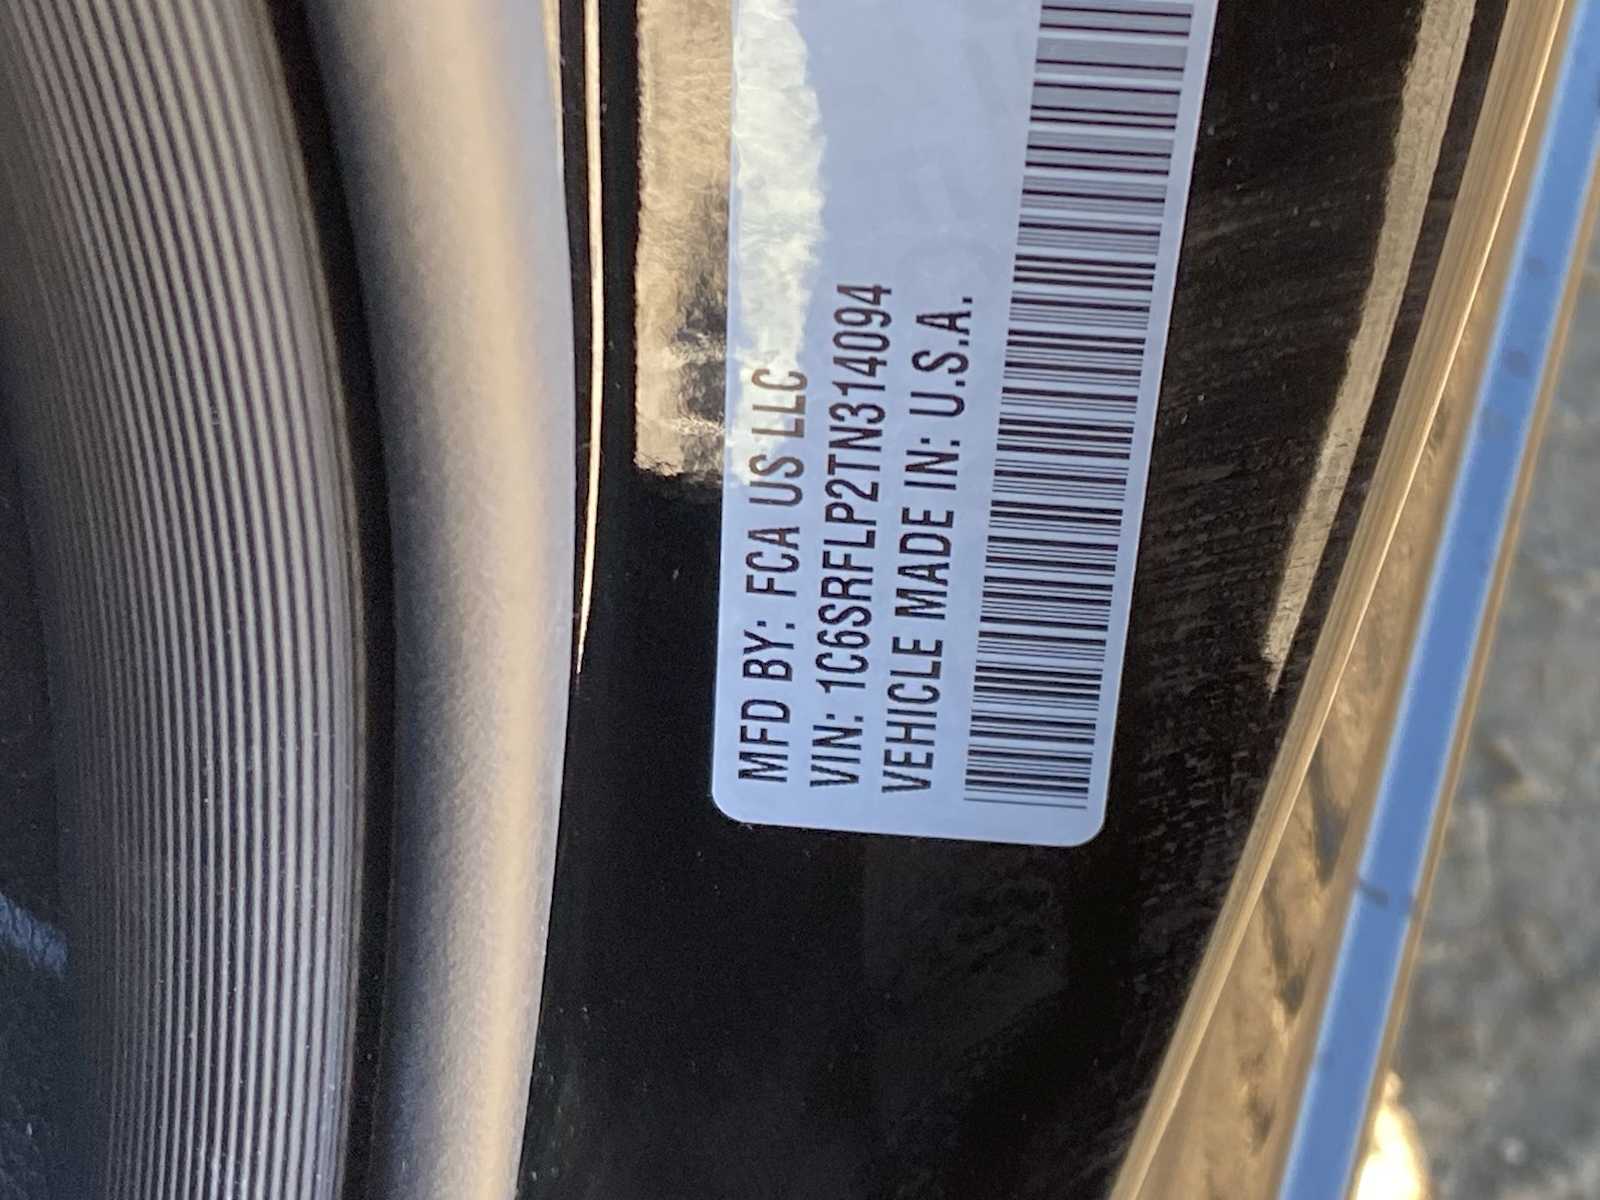 MFD BY: FCA US LLC
VIN: 1C6SRFLP2TN314094
VEHICLE MADE IN: U.S.A.